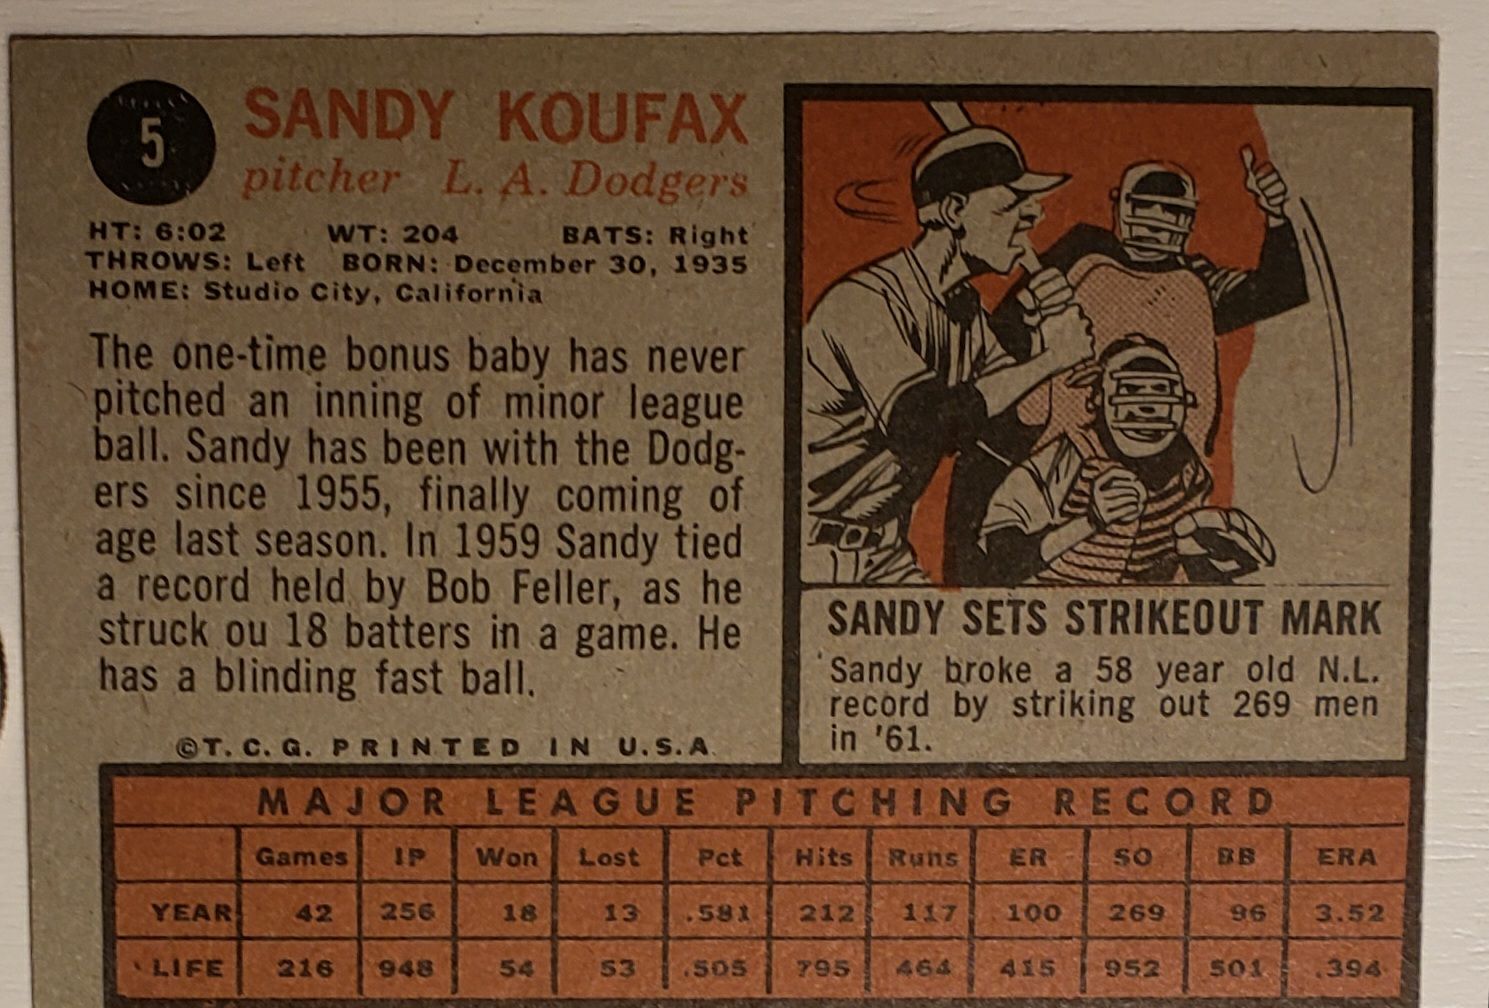 5
SANDY KOUFAX
pitcher L. A. Dodgers
HT: 6:02 WT: 204 BATS: Right
THROWS: Left BORN: December 30, 1935
HOME: Studio City, California
The one-time bonus baby has never
pitched an inning of minor league
ball. Sandy has been with the Dodg-
ers since 1955, finally coming of
age last season. In 1959 Sandy tied
a record held by Bob Feller, as he
struck ou 18 batters in a game. He
has a blinding fast ball.
©T. C. G. PRINTED IN U.S.A.
SANDY SETS STRIKEOUT MARK
Sandy broke a 58 year old N.L.
record by striking out 269 men
in '61.
MAJOR LEAGUE PITCHING RECORD
Games IP Won Lost Pct Hits Runs ER SO BB ERA
YEAR 42 256 18 13 .581 212 117 100 269 96 3.52
LIFE 216 948 54 53 .505 795 464 415 952 501 .394